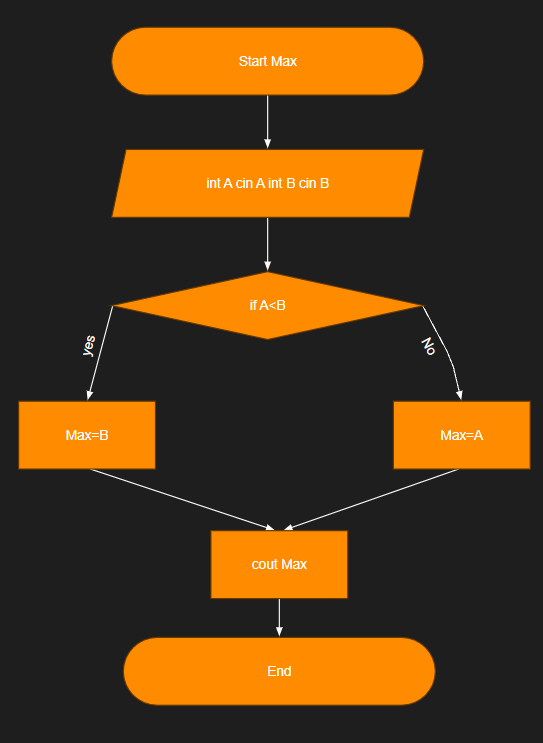 Start Max
int A cin A int B cin B
if A<B
yes
No
Max=B
Max=A
cout Max
End